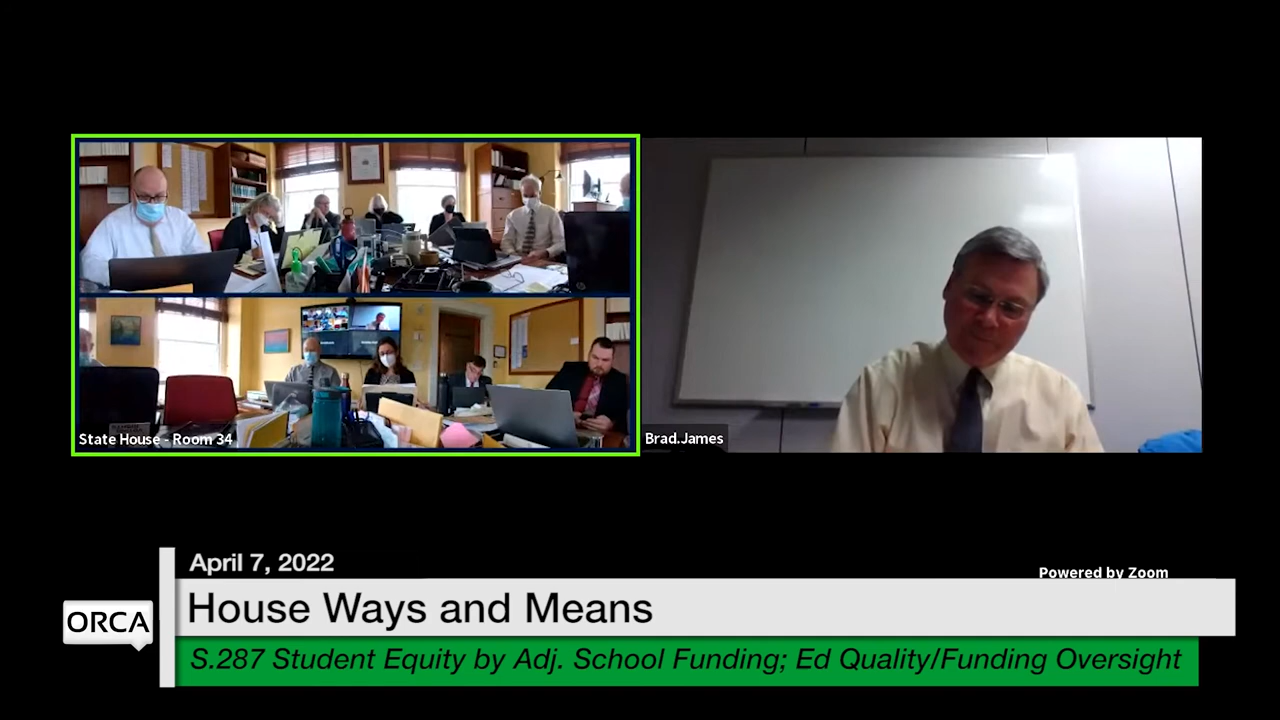 State House - Room 34
Brad.James
April 7, 2022
Powered by Zoom
House Ways and Means
ORCA
S.287 Student Equity by Adj. School Funding; Ed Quality/Funding Oversight